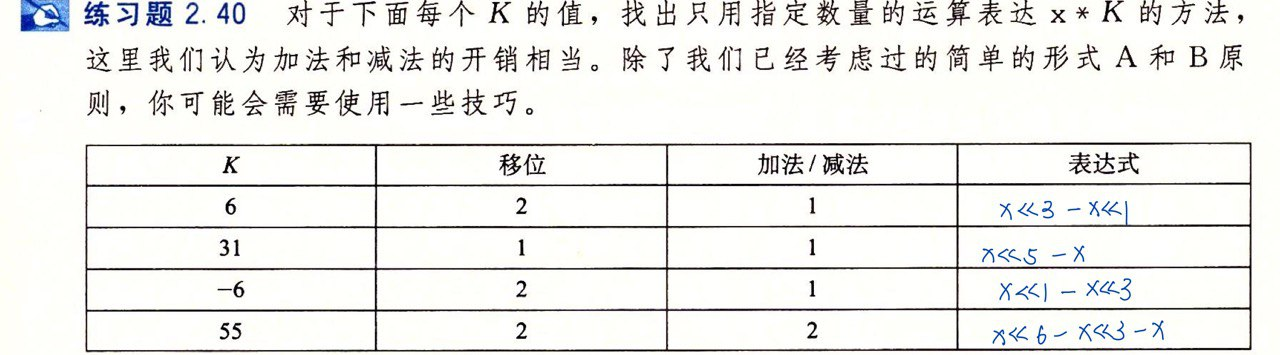 练习题 2.40 对于下面每个 K 的值，找出只用指定数量的运算表达 x * K 的方法，
这里我们认为加法和减法的开销相当。除了我们已经考虑过的简单的形式 A 和 B 原
则，你可能会需要使用一些技巧。
K 移位 加法/减法 表达式
6 2 1 x<<3 - x<<1
31 1 1 x<<5 - x
-6 2 1 x<<1 - x<<3
55 2 2 x<<6 - x<<3 - x